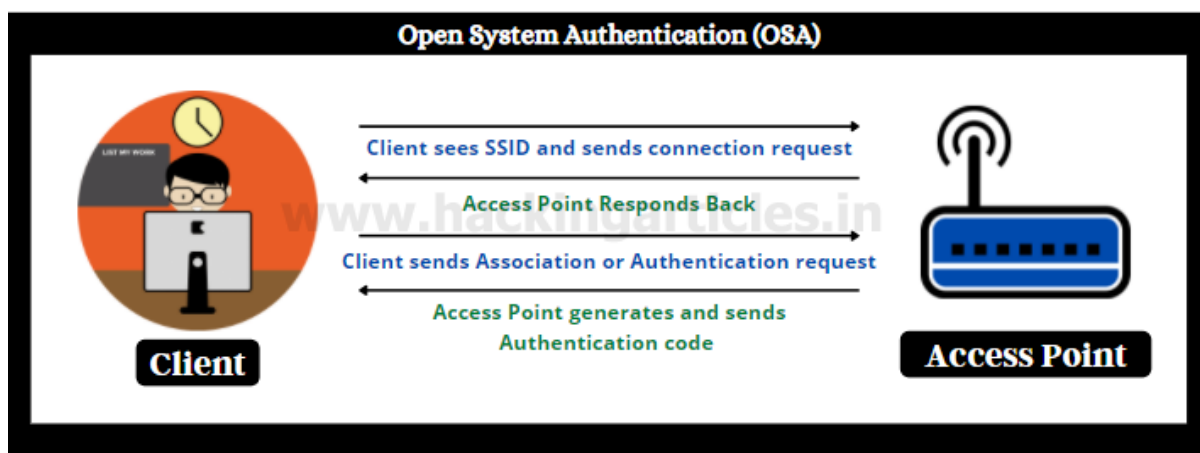 Open System Authentication (OSA)
LIST MY WORK
Client sees SSID and sends connection request
Access Point Responds Back
www.hackingarticles.in
Client sends Association or Authentication request
Access Point generates and sends
Authentication code
Client
Access Point